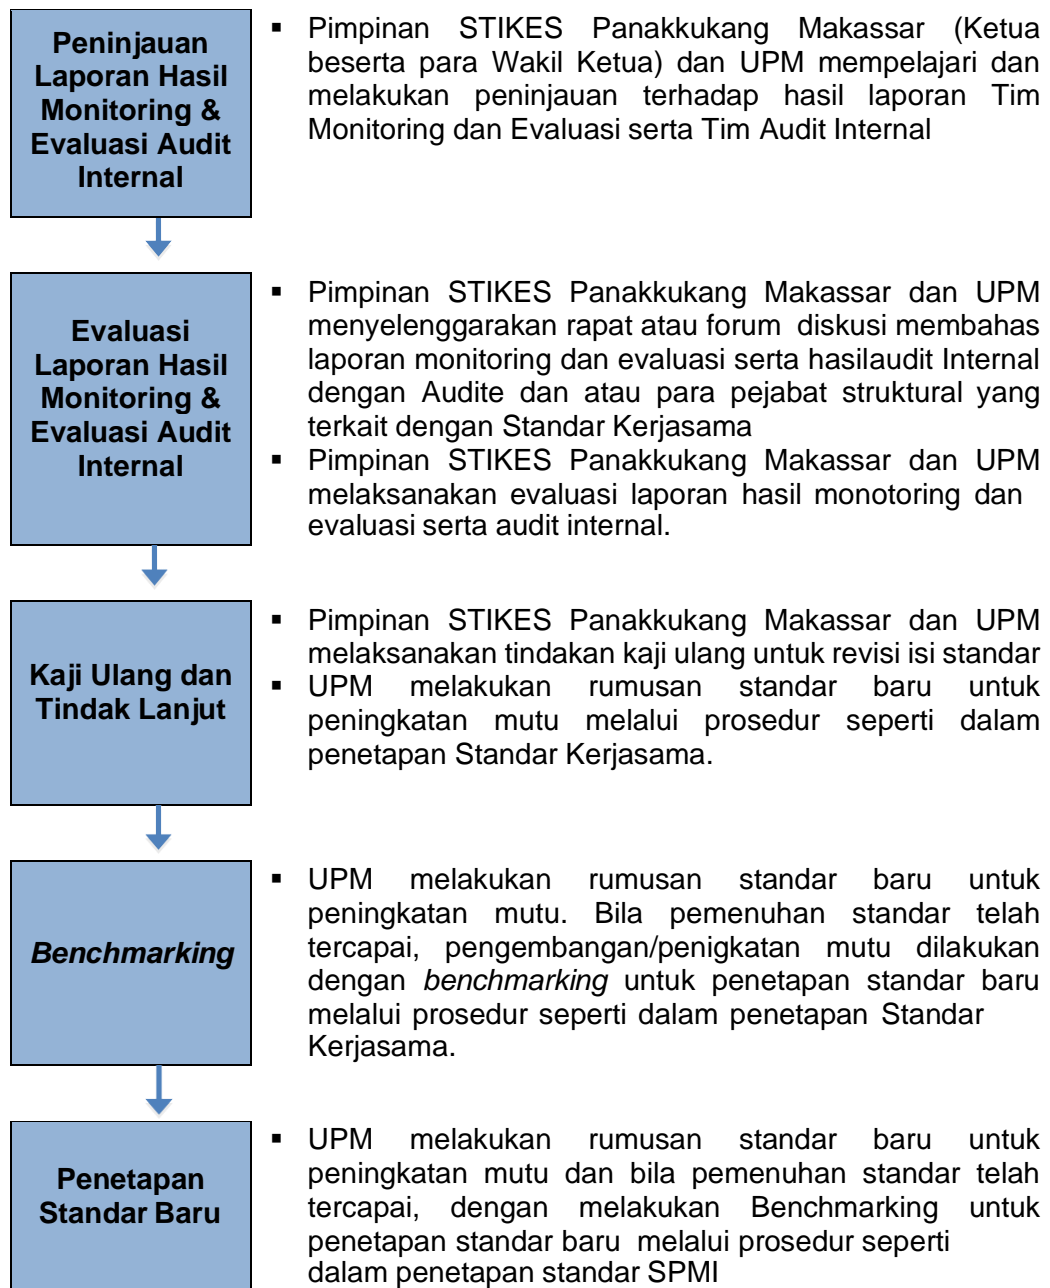 Peninjauan
Laporan Hasil
Monitoring &
Evaluasi Audit
Internal
▪ Pimpinan STIKES Panakkukang Makassar (Ketua
beserta para Wakil Ketua) dan UPM mempelajari dan
melakukan peninjauan terhadap hasil laporan Tim
Monitoring dan Evaluasi serta Tim Audit Internal
Evaluasi
Laporan Hasil
Monitoring &
Evaluasi Audit
Internal
▪ Pimpinan STIKES Panakkukang Makassar dan UPM
menyelenggarakan rapat atau forum diskusi membahas
laporan monitoring dan evaluasi serta hasilaudit Internal
dengan Audite dan atau para pejabat struktural yang
terkait dengan Standar Kerjasama
▪ Pimpinan STIKES Panakkukang Makassar dan UPM
melaksanakan evaluasi laporan hasil monotoring dan
evaluasi serta audit internal.
Kaji Ulang dan
Tindak Lanjut
▪ Pimpinan STIKES Panakkukang Makassar dan UPM
melaksanakan tindakan kaji ulang untuk revisi isi standar
▪ UPM melakukan rumusan standar baru untuk
peningkatan mutu melalui prosedur seperti dalam
penetapan Standar Kerjasama.
Benchmarking
▪ UPM melakukan rumusan standar baru untuk
peningkatan mutu. Bila pemenuhan standar telah
tercapai, pengembangan/penigkatan mutu dilakukan
dengan benchmarking untuk penetapan standar baru
melalui prosedur seperti dalam penetapan Standar
Kerjasama.
Penetapan
Standar Baru
▪ UPM melakukan rumusan standar baru untuk
peningkatan mutu dan bila pemenuhan standar telah
tercapai, dengan melakukan Benchmarking untuk
penetapan standar baru melalui prosedur seperti
dalam penetapan standar SPMI